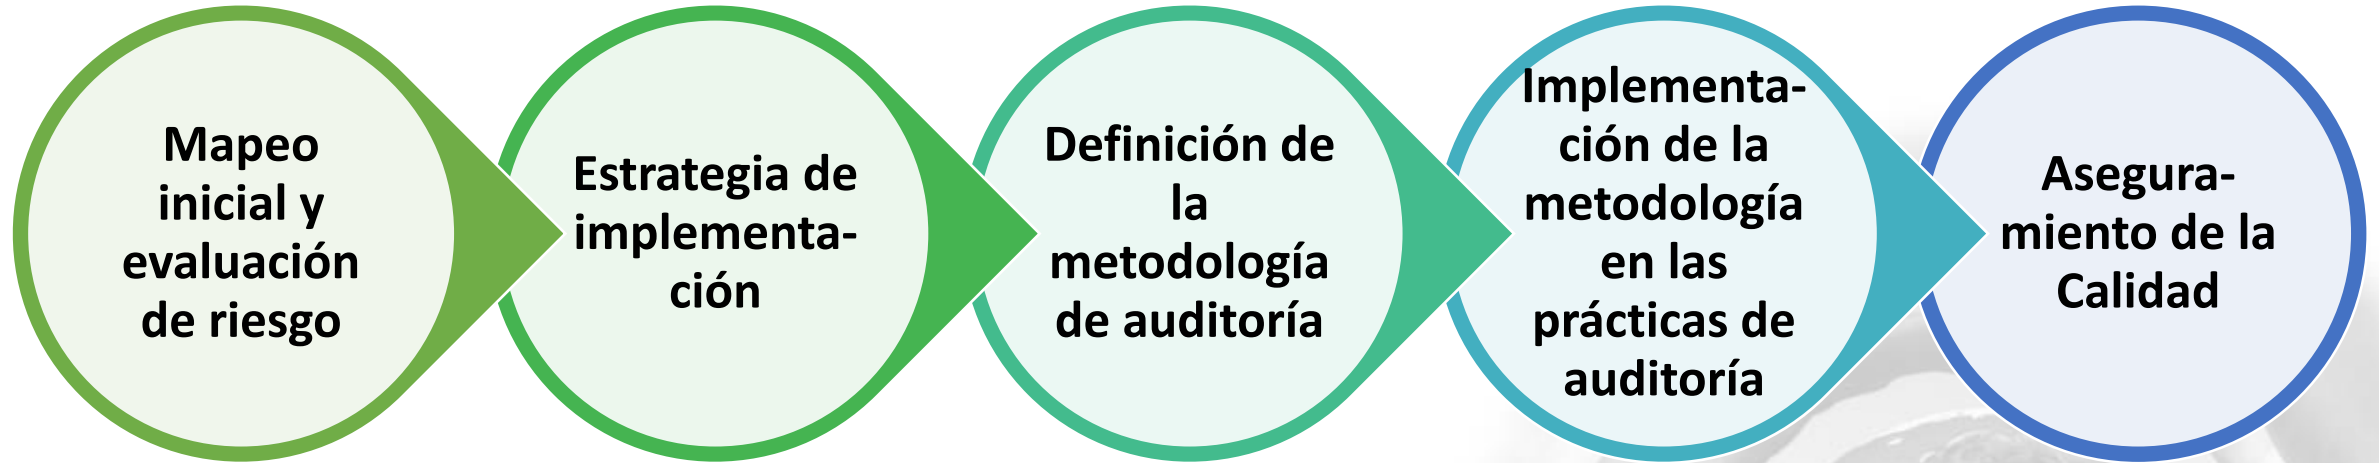 Mapeo
inicial y
evaluación
de riesgo
Estrategia de
implementa-
ción
Definición de
la
metodología
de auditoría
Implementa-
ción de la
metodología
en las
prácticas de
auditoría
Asegura-
miento de la
Calidad